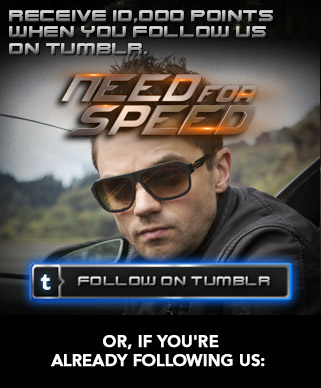 RECEIVE 10,000 POINTS
WHEN YOU FOLLOW US
ON TUMBLR.
NEED FOR
SPEED
t FOLLOW ON TUMBLR
OR, IF YOU'RE
ALREADY FOLLOWING US: